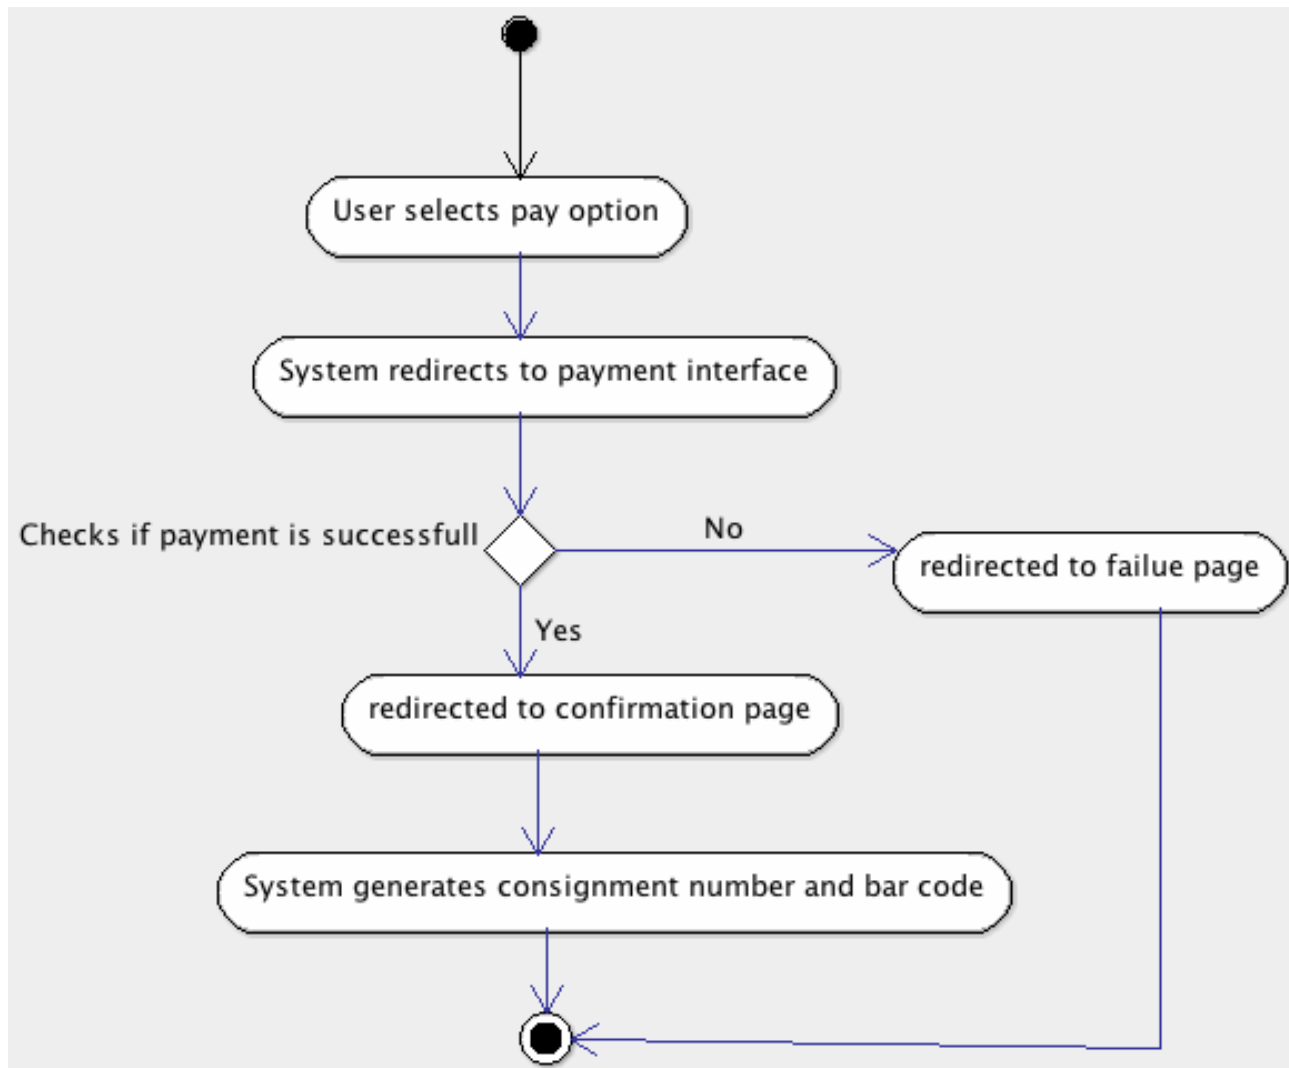 User selects pay option
System redirects to payment interface
Checks if payment is successfull
No
redirected to failue page
Yes
redirected to confirmation page
System generates consignment number and bar code